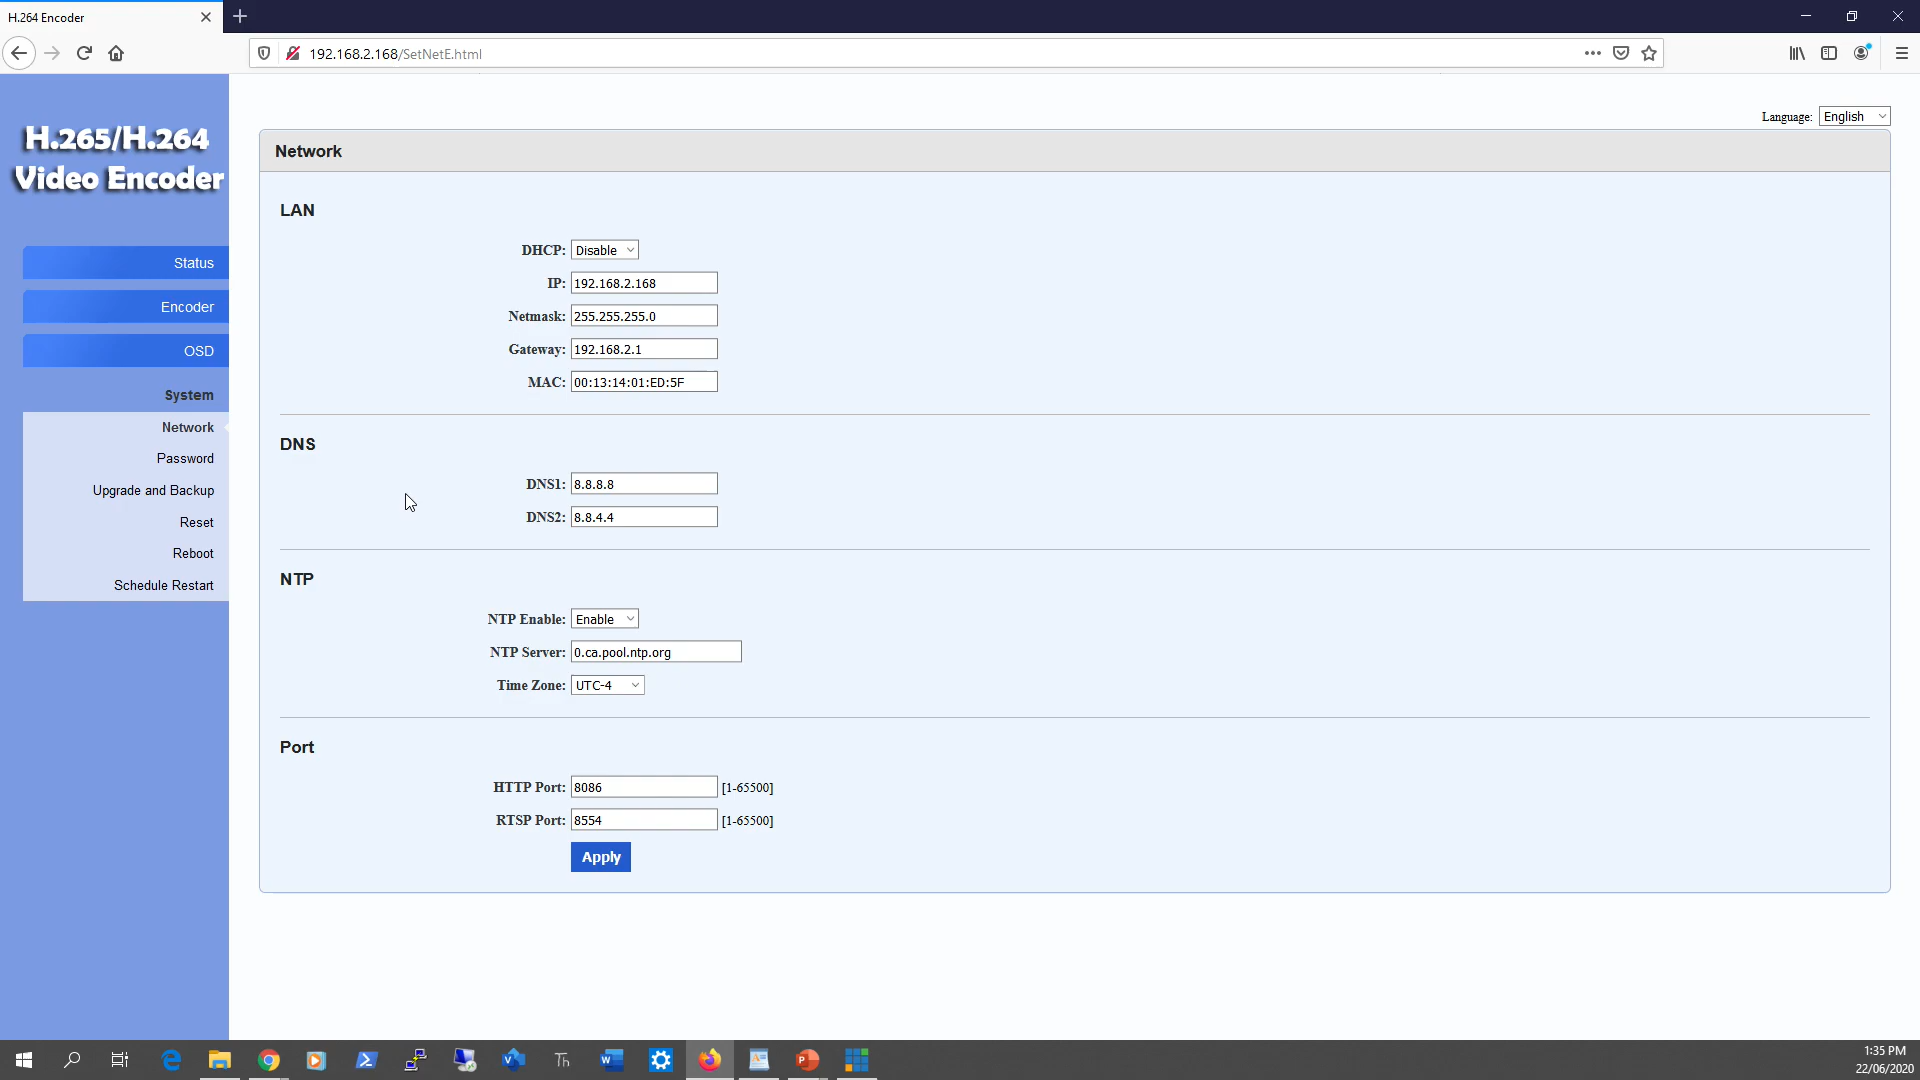 H.264 Encoder
192.168.2.168/SetNetE.html
Language: English
H.265/H.264
Video Encoder
Status
Encoder
OSD
System
Network
Password
Upgrade and Backup
Reset
Reboot
Schedule Restart
Network
LAN
DHCP: Disable
IP: 192.168.2.168
Netmask: 255.255.255.0
Gateway: 192.168.2.1
MAC: 00:13:14:01:ED:5F
DNS
DNS1: 8.8.8.8
DNS2: 8.8.4.4
NTP
NTP Enable: Enable
NTP Server: 0.ca.pool.ntp.org
Time Zone: UTC-4
Port
HTTP Port: 8086 [1-65500]
RTSP Port: 8554 [1-65500]
Apply
Th
1:35 PM
22/06/2020